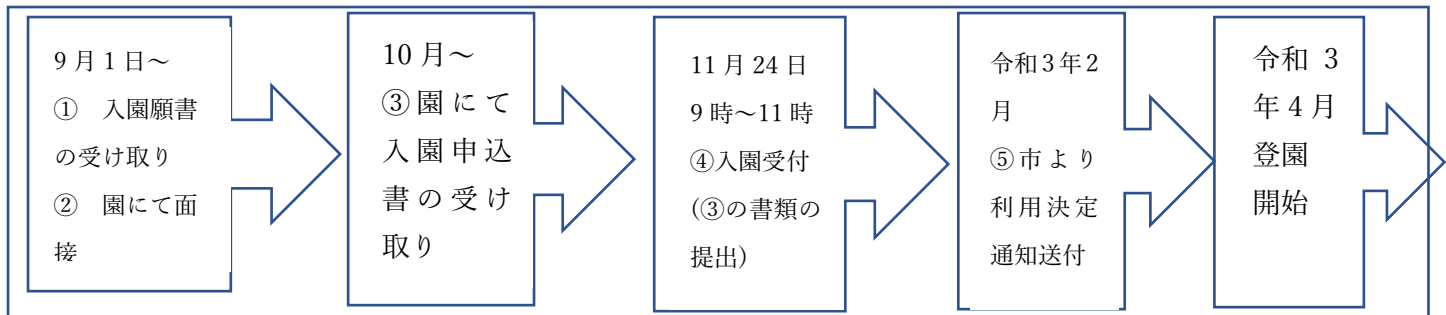 9月1日～
①　入園願書
の受け取り
②　園にて面
接
10月～
③園にて
入園申込
書の受け
取り
11月24日
9時～11時
④入園受付
(③の書類の
提出)
令和3年2
月
⑤市より
利用決定
通知送付
令和 3
年4月
登園
開始